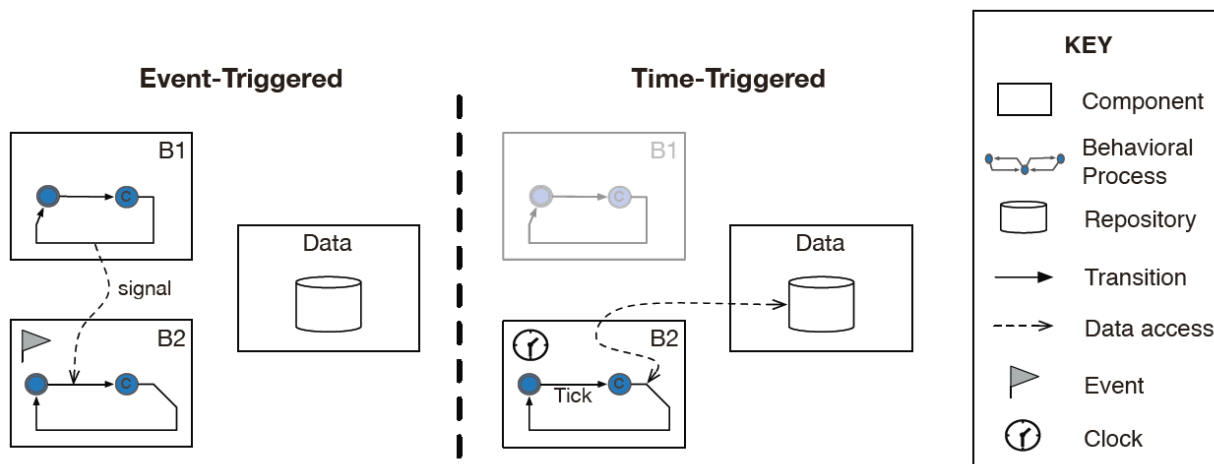 Event-Triggered
B1
C
signal
B2
C
Data
Time-Triggered
B1
C
Data
B2
C
Tick
KEY
Component
Behavioral
Process
Repository
Transition
Data access
Event
Clock